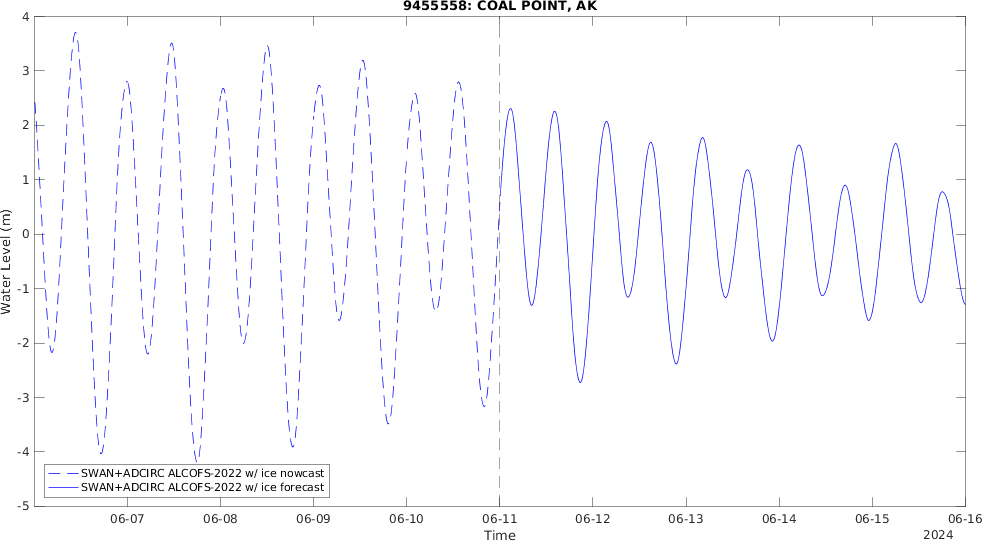 9455558: COAL POINT, AK
4
3
2
1
0
-1
-2
-3
-4
-5
Water Level (m)
SWAN+ADCIRC ALCOFS-2022 w/ ice nowcast
SWAN+ADCIRC ALCOFS-2022 w/ ice forecast
06-07 06-08 06-09 06-10 06-11 06-12 06-13 06-14 06-15 06-16
Time
2024